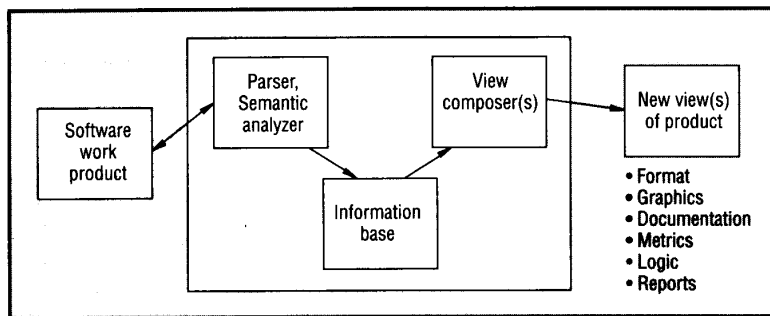 Software
work
product
Parser,
Semantic
analyzer
Information
base
View
composer(s)
New view(s)
of product
• Format
• Graphics
• Documentation
• Metrics
• Logic
• Reports